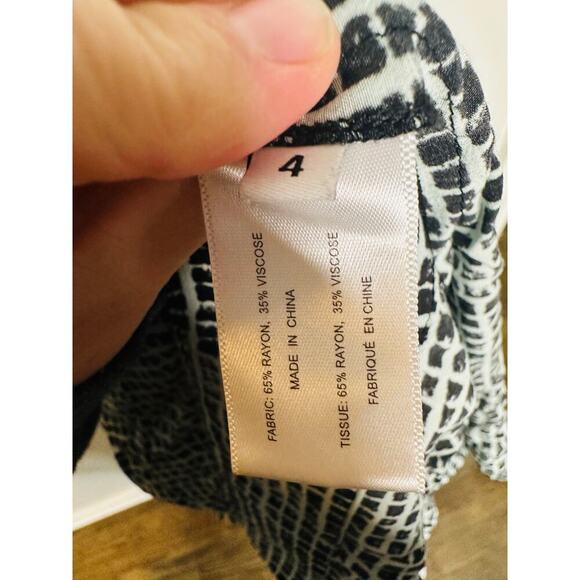 4
FABRIC: 65% RAYON, 35% VISCOSE
MADE IN CHINA
TISSUE: 65% RAYON, 35% VISCOSE
FABRIQUÉ EN CHINE